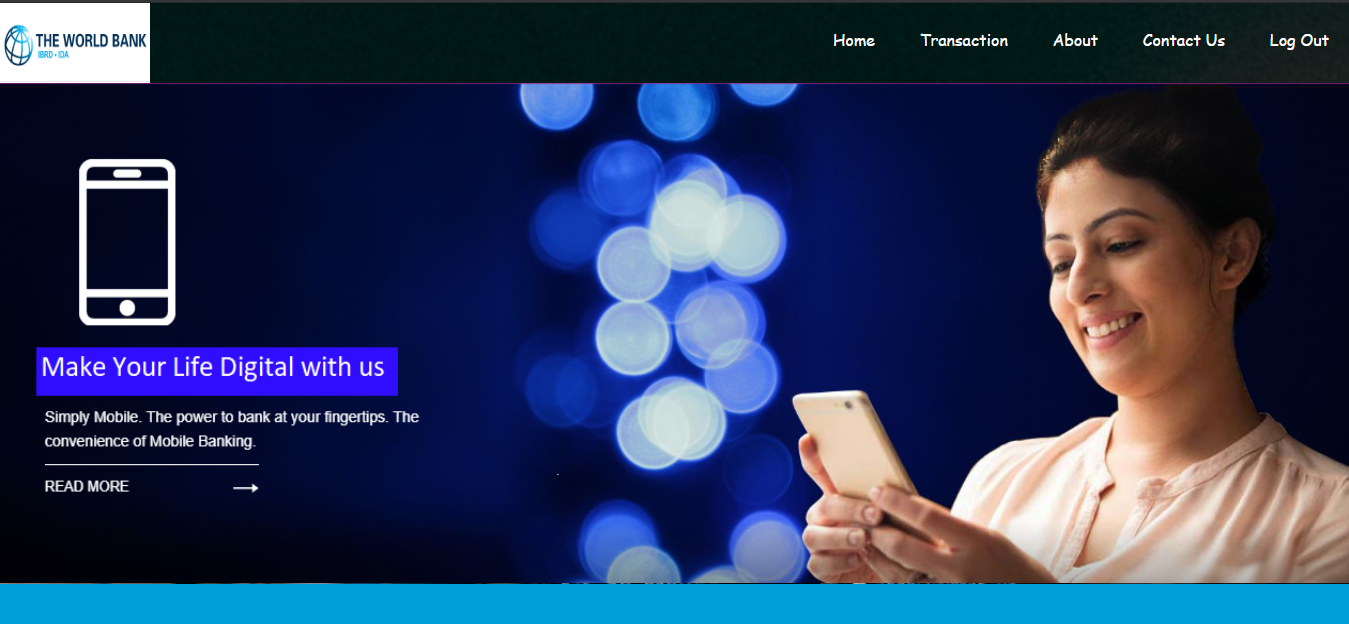 THE WORLD BANK
IBRD • IDA
Home Transaction About Contact Us Log Out
Make Your Life Digital with us
Simply Mobile. The power to bank at your fingertips. The
convenience of Mobile Banking.
READ MORE